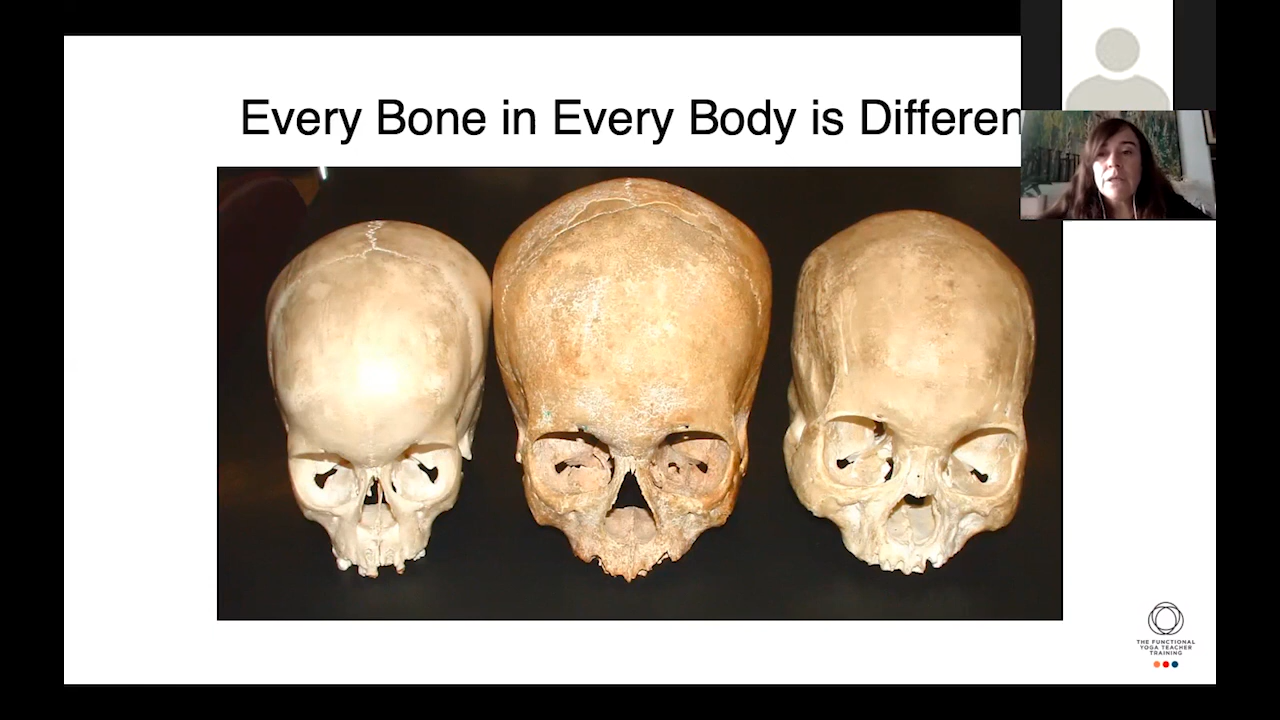 Every Bone in Every Body is Differen
THE FUNCTIONAL
YOGA TEACHER
TRAINING